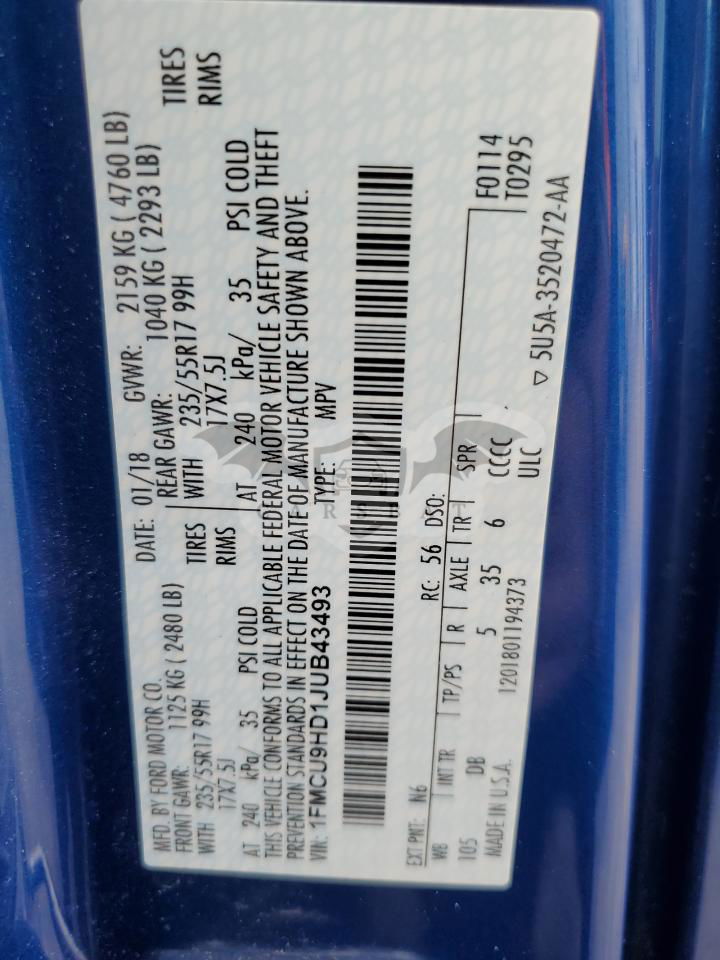 MFD. BY FORD MOTOR CO.
DATE: 01/18 GVWR: 2159 KG ( 4760 LB)
FRONT GAWR: 1125 KG ( 2480 LB) REAR GAWR: 1040 KG ( 2293 LB)
WITH 235/55R17 99H TIRES WITH 235/55R17 99H TIRES
17X7.5J RIMS 17X7.5J RIMS
AT 240 kPa/ 35 PSI COLD AT 240 kPa/ 35 PSI COLD
THIS VEHICLE CONFORMS TO ALL APPLICABLE FEDERAL MOTOR VEHICLE SAFETY AND THEFT
PREVENTION STANDARDS IN EFFECT ON THE DATE OF MANUFACTURE SHOWN ABOVE.
VIN: 1FMCU9HD1JUB43493 TYPE: MPV
EXT PNT: N6 RC: 56 DSO: F0114
WB INT TR TP/PS R AXLE TR SPR T0295
105 DB 5 35 6 CCCC
MADE IN U.S.A. 1201801194373 ULC
▽ 5U5A-3520472-AA
CARSBAT